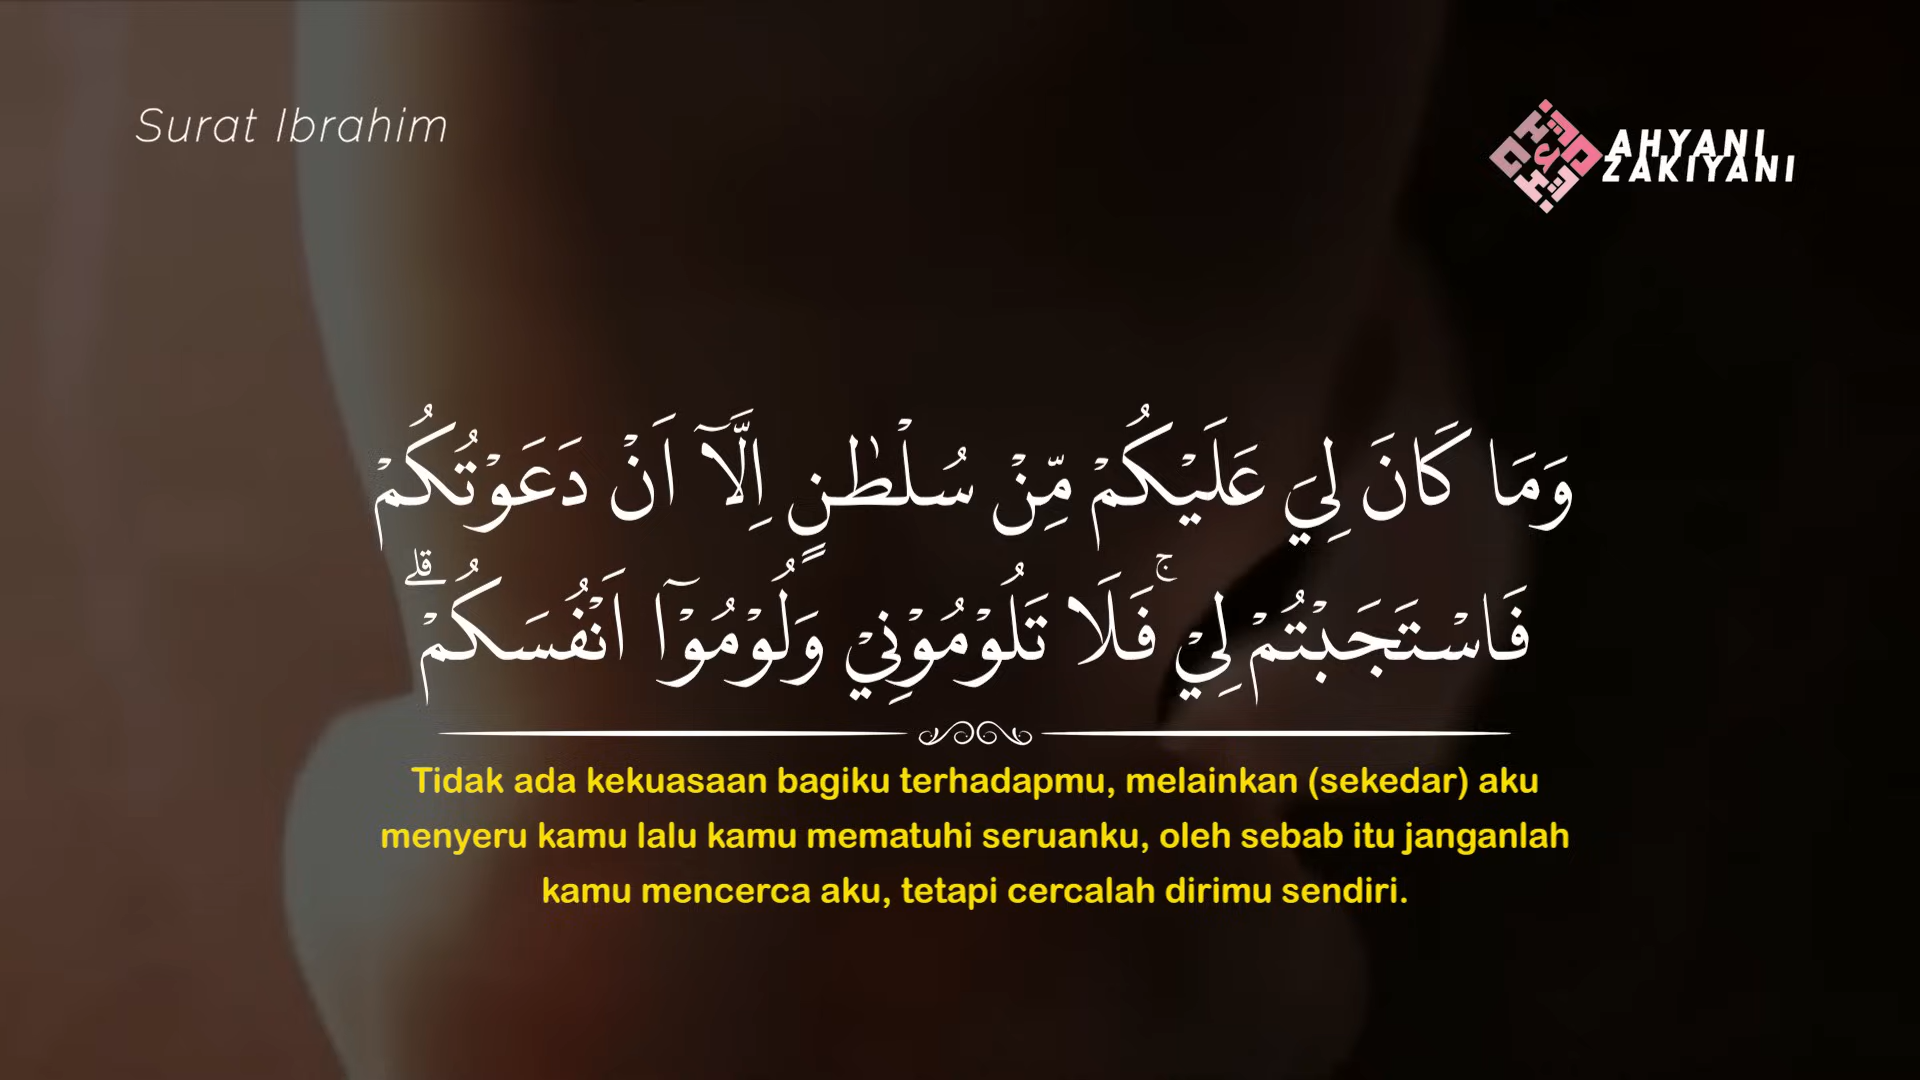 Surat Ibrahim
AHYANI
ZAKIYANI
وَمَا كَانَ لِيَ عَلَيْكُمْ مِّنْ سُلْطٰنٍ اِلَّآ اَنْ دَعَوْتُكُمْ
فَاسْتَجَبْتُمْ لِيْ ۚ فَلَا تَلُوْمُوْنِيْ وَلُوْمُوْٓا اَنْفُسَكُمْ ۗ
Tidak ada kekuasaan bagiku terhadapmu, melainkan (sekedar) aku
menyeru kamu lalu kamu mematuhi seruanku, oleh sebab itu janganlah
kamu mencerca aku, tetapi cercalah dirimu sendiri.